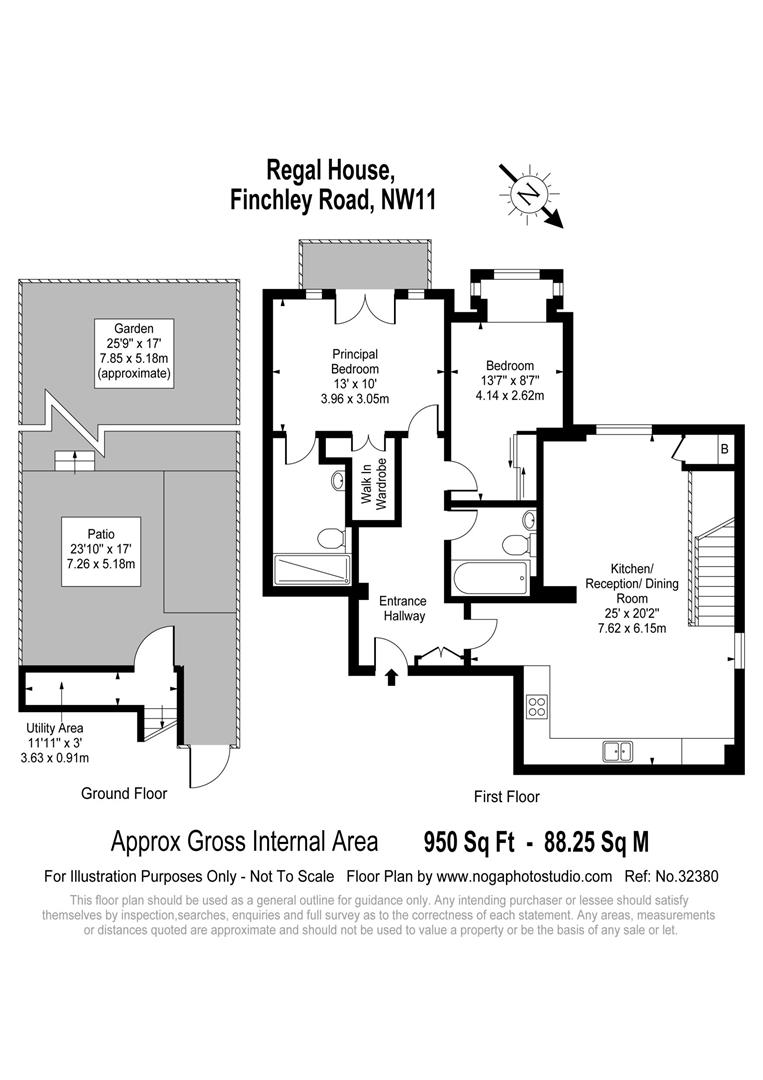 Regal House,
Finchley Road, NW11
N
Garden
25'9" x 17'
7.85 x 5.18m
(approximate)
Principal
Bedroom
13' x 10'
3.96 x 3.05m
Bedroom
13'7" x 8'7"
4.14 x 2.62m
B
Walk In
Wardrobe
Patio
23'10" x 17'
7.26 x 5.18m
Kitchen/
Reception/ Dining
Room
25' x 20'2"
7.62 x 6.15m
Entrance
Hallway
Utility Area
11'11" x 3'
3.63 x 0.91m
Ground Floor
First Floor
Approx Gross Internal Area 950 Sq Ft - 88.25 Sq M
For Illustration Purposes Only - Not To Scale Floor Plan by www.nogaphotostudio.com Ref: No.32380
This floor plan should be used as a general outline for guidance only. Any intending purchaser or lessee should satisfy
themselves by inspection,searches, enquiries and full survey as to the correctness of each statement. Any areas, measurements
or distances quoted are approximate and should not be used to value a property or be the basis of any sale or let.